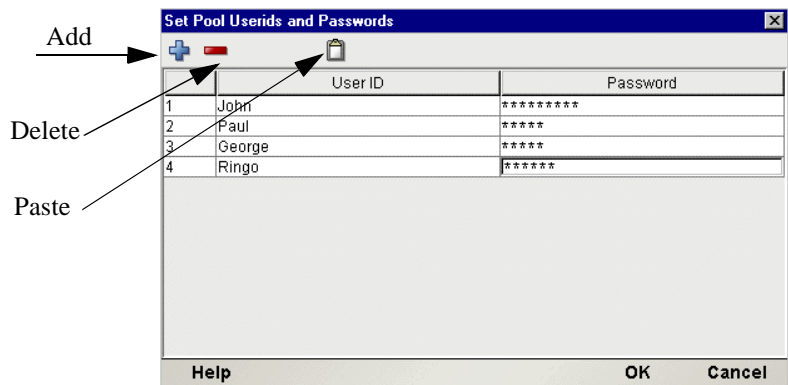 Set Pool Userids and Passwords
Add
User ID Password
1 John *********
2 Paul *****
Delete
3 George *****
4 Ringo ******
Paste
Help OK Cancel